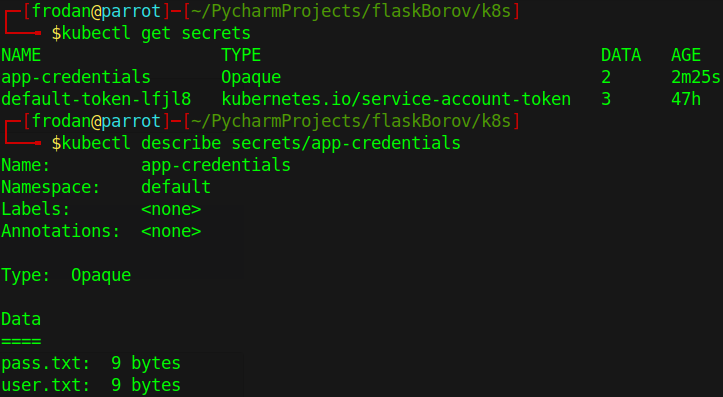 ┌─[frodan@parrot]─[~/PycharmProjects/flaskBorov/k8s]
└──╼ $kubectl get secrets
NAME                  TYPE                                  DATA   AGE
app-credentials       Opaque                                2      2m25s
default-token-lfjl8   kubernetes.io/service-account-token   3      47h
┌─[frodan@parrot]─[~/PycharmProjects/flaskBorov/k8s]
└──╼ $kubectl describe secrets/app-credentials
Name:         app-credentials
Namespace:    default
Labels:       <none>
Annotations:  <none>

Type:  Opaque

Data
====
pass.txt:  9 bytes
user.txt:  9 bytes